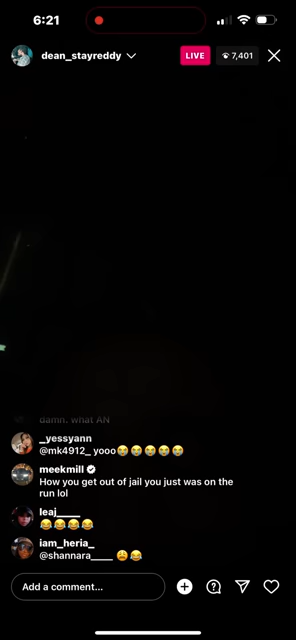 6:21
dean_stayreddy
LIVE
7,401
damn, what AN
_yessyann
@mk4912_ yooo😭😭😭😭😭
meekmill
How you get out of jail you just was on the
run lol
leaj____
😂😂😂😂
iam_heria_
@shannara____ 😩😂
Add a comment...